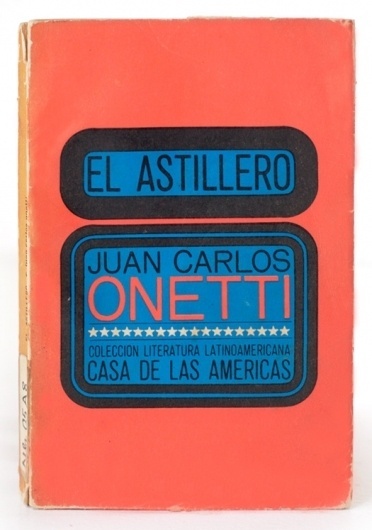 EL ASTILLERO
JUAN CARLOS
ONETTI
COLECCION LITERATURA LATINOAMERICANA
CASA DE LAS AMERICAS